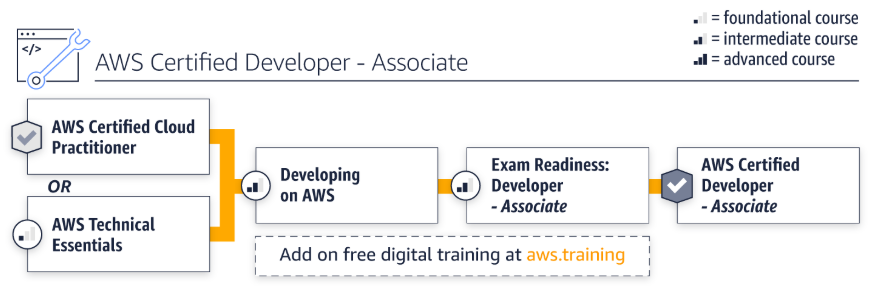 </>
AWS Certified Developer - Associate
= foundational course
= intermediate course
= advanced course
AWS Certified Cloud
Practitioner
OR
AWS Technical
Essentials
Developing
on AWS
Exam Readiness:
Developer
- Associate
AWS Certified
Developer
- Associate
Add on free digital training at aws.training